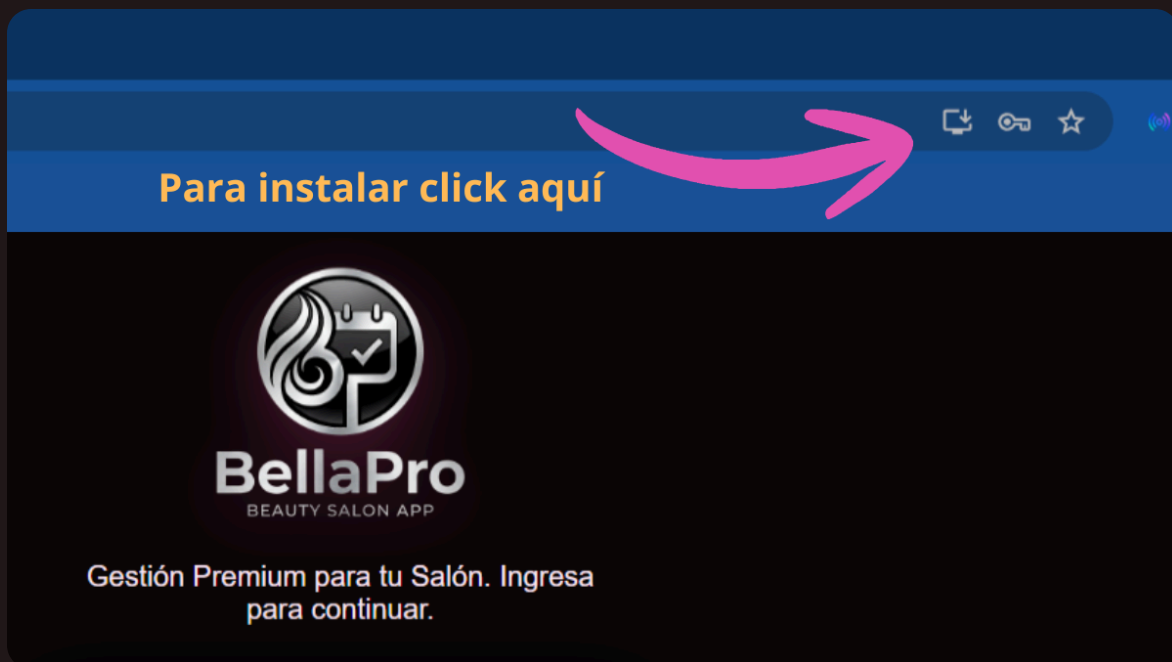 Para instalar click aquí
BellaPro
BEAUTY SALON APP
Gestión Premium para tu Salón. Ingresa
para continuar.